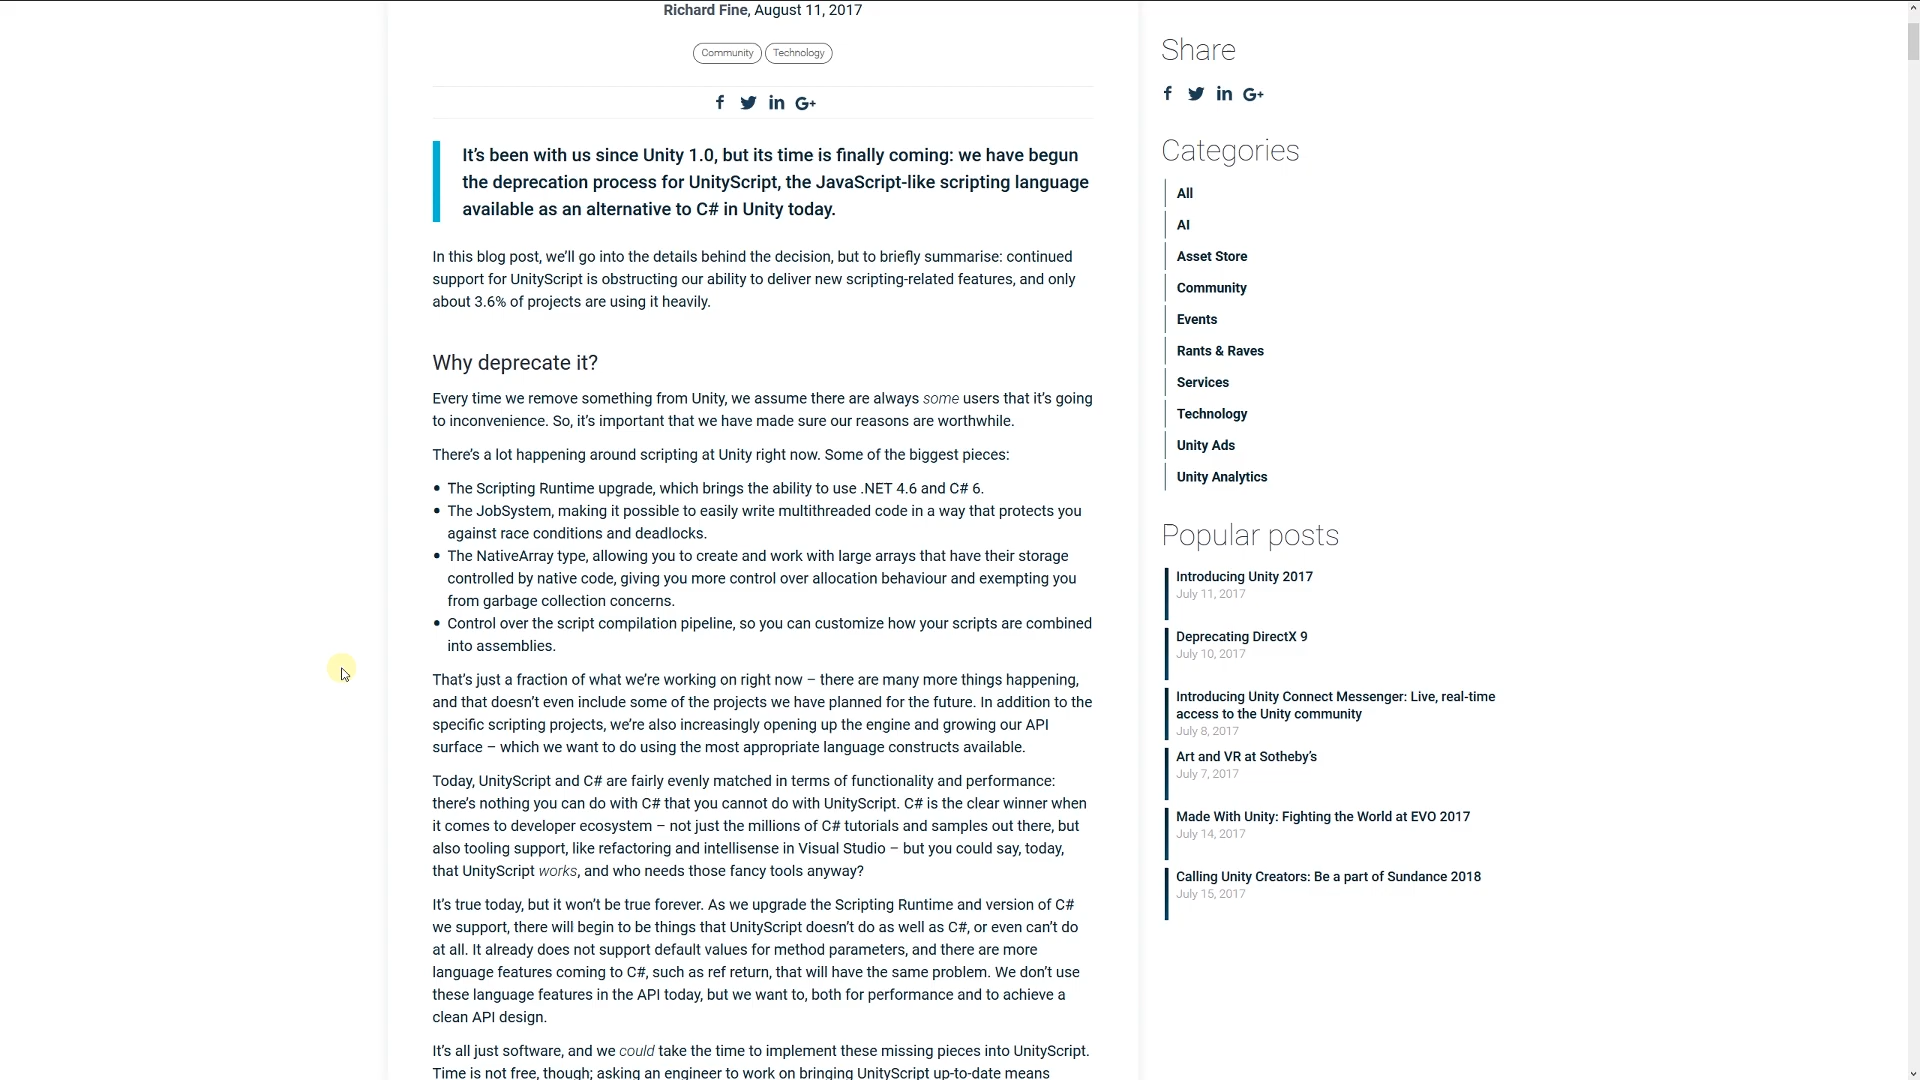 Richard Fine, August 11, 2017
Community Technology
It’s been with us since Unity 1.0, but its time is finally coming: we have begun
the deprecation process for UnityScript, the JavaScript-like scripting language
available as an alternative to C# in Unity today.
In this blog post, we’ll go into the details behind the decision, but to briefly summarise: continued
support for UnityScript is obstructing our ability to deliver new scripting-related features, and only
about 3.6% of projects are using it heavily.
Why deprecate it?
Every time we remove something from Unity, we assume there are always some users that it’s going
to inconvenience. So, it’s important that we have made sure our reasons are worthwhile.
There’s a lot happening around scripting at Unity right now. Some of the biggest pieces:
• The Scripting Runtime upgrade, which brings the ability to use .NET 4.6 and C# 6.
• The JobSystem, making it possible to easily write multithreaded code in a way that protects you
against race conditions and deadlocks.
• The NativeArray type, allowing you to create and work with large arrays that have their storage
controlled by native code, giving you more control over allocation behaviour and exempting you
from garbage collection concerns.
• Control over the script compilation pipeline, so you can customize how your scripts are combined
into assemblies.
That’s just a fraction of what we’re working on right now – there are many more things happening,
and that doesn’t even include some of the projects we have planned for the future. In addition to the
specific scripting projects, we’re also increasingly opening up the engine and growing our API
surface – which we want to do using the most appropriate language constructs available.
Today, UnityScript and C# are fairly evenly matched in terms of functionality and performance:
there’s nothing you can do with C# that you cannot do with UnityScript. C# is the clear winner when
it comes to developer ecosystem – not just the millions of C# tutorials and samples out there, but
also tooling support, like refactoring and intellisense in Visual Studio – but you could say, today,
that UnityScript works, and who needs those fancy tools anyway?
It’s true today, but it won’t be true forever. As we upgrade the Scripting Runtime and version of C#
we support, there will begin to be things that UnityScript doesn’t do as well as C#, or even can’t do
at all. It already does not support default values for method parameters, and there are more
language features coming to C#, such as ref return, that will have the same problem. We don’t use
these language features in the API today, but we want to, both for performance and to achieve a
clean API design.
It’s all just software, and we could take the time to implement these missing pieces into UnityScript.
Time is not free, though; asking an engineer to work on bringing UnityScript up-to-date means
Share
Categories
All
AI
Asset Store
Community
Events
Rants & Raves
Services
Technology
Unity Ads
Unity Analytics
Popular posts
Introducing Unity 2017
July 11, 2017
Deprecating DirectX 9
July 10, 2017
Introducing Unity Connect Messenger: Live, real-time
access to the Unity community
July 8, 2017
Art and VR at Sotheby’s
July 7, 2017
Made With Unity: Fighting the World at EVO 2017
July 14, 2017
Calling Unity Creators: Be a part of Sundance 2018
July 15, 2017